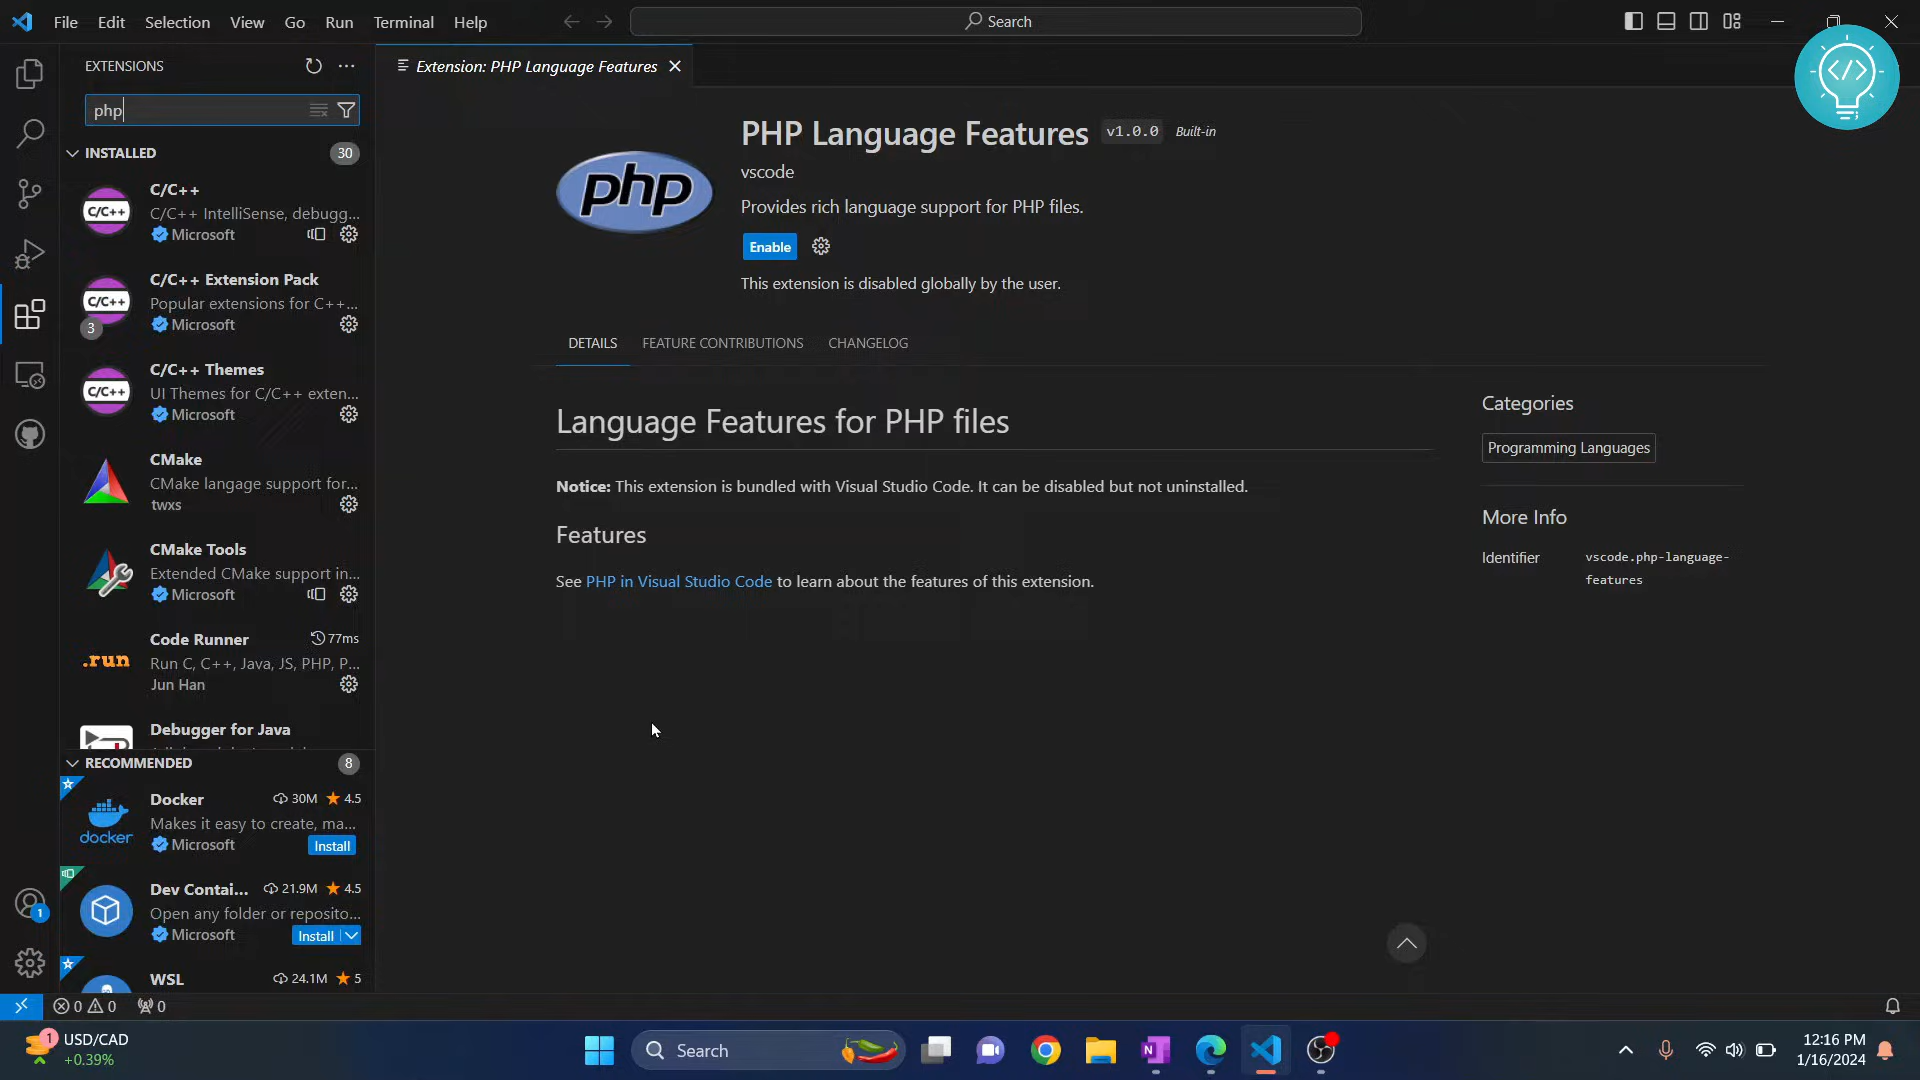 File Edit Selection View Go Run Terminal Help
Search
EXTENSIONS
Extension: PHP Language Features
php
INSTALLED 30
C/C++
C/C++
C/C++ IntelliSense, debugg...
Microsoft
C/C++
3
C/C++ Extension Pack
Popular extensions for C++...
Microsoft
C/C++
C/C++ Themes
UI Themes for C/C++ exten...
Microsoft
CMake
CMake langage support for...
twxs
CMake Tools
Extended CMake support in...
Microsoft
.run
Code Runner 77ms
Run C, C++, Java, JS, PHP, P...
Jun Han
Debugger for Java
RECOMMENDED 8
docker
Docker 30M 4.5
Makes it easy to create, ma...
Microsoft Install
Dev Contai... 21.9M 4.5
Open any folder or reposito...
Microsoft Install
WSL 24.1M 5
php
PHP Language Features v1.0.0 Built-in
vscode
Provides rich language support for PHP files.
Enable
This extension is disabled globally by the user.
DETAILS FEATURE CONTRIBUTIONS CHANGELOG
Language Features for PHP files
Notice: This extension is bundled with Visual Studio Code. It can be disabled but not uninstalled.
Features
See PHP in Visual Studio Code to learn about the features of this extension.
Categories
Programming Languages
More Info
Identifier vscode.php-language-
features
</>
1
0 0 0
1
USD/CAD
+0.39%
Search
N
12:16 PM
1/16/2024